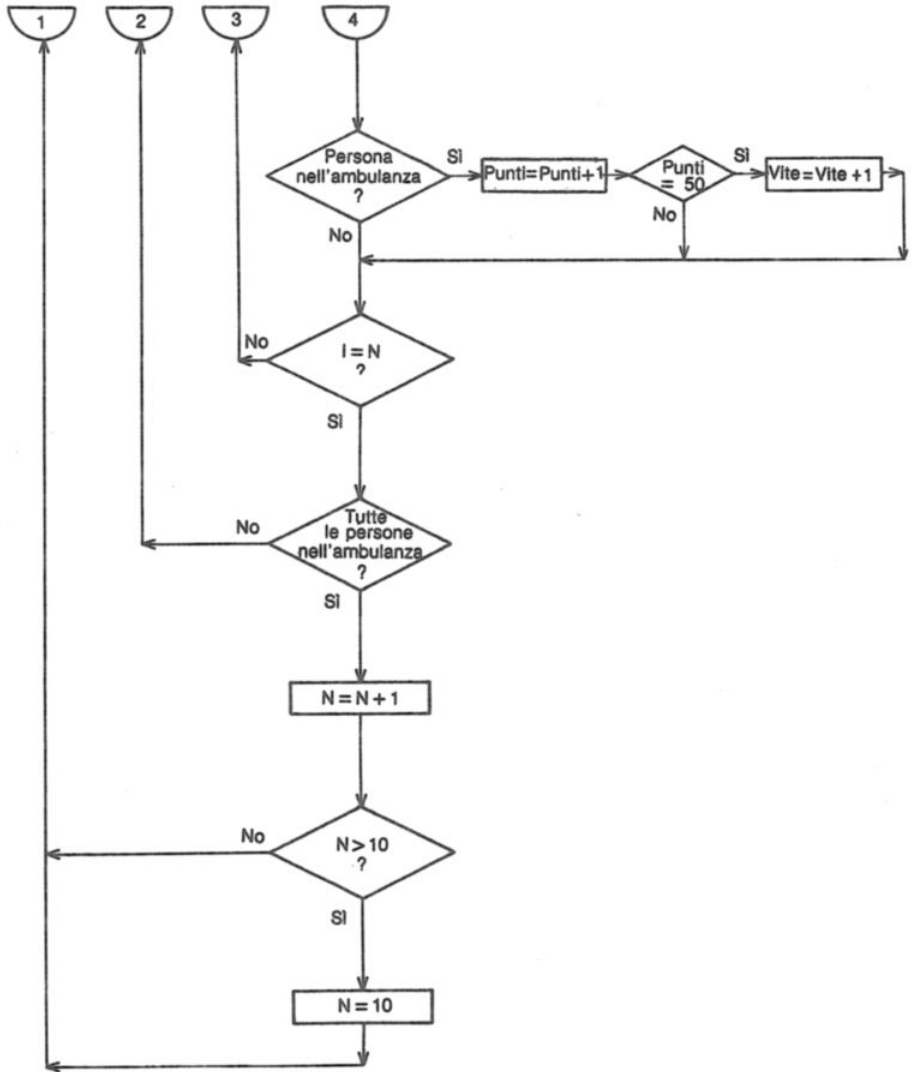 1
2
3
4
Persona
nell'ambulanza
?
Sì
Punti=Punti+1
Punti
= 50
Sì
Vite=Vite+1
No
No
I=N
?
No
Sì
Tutte
le persone
nell'ambulanza
?
No
Sì
N=N+1
N>10
?
No
Sì
N=10